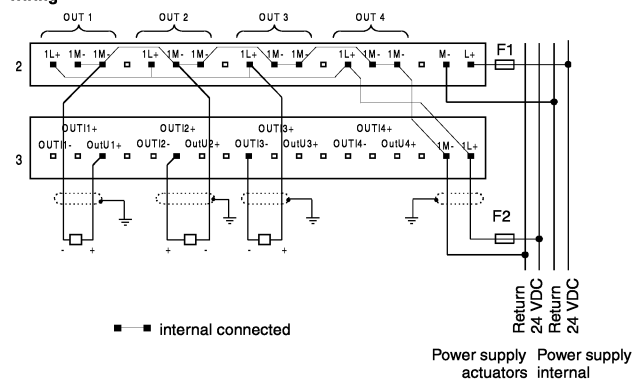 OUT 1 OUT 2 OUT 3 OUT 4
1L+ 1M- 1M- 1L+ 1M- 1M- 1L+ 1M- 1M- 1L+ 1M- 1M- M- L+ F1
2
OUTI1+ OUTI2+ OUTI3+ OUTI4+
OUTI1- OutU1+ OUTI2- OutU2+ OUTI3- OutU3+ OUTI4- OutU4+ 1M- 1L+
3
F2
- + + - - +
internal connected
Return
24 VDC
Return
24 VDC
Power supply actuators
Power supply internal